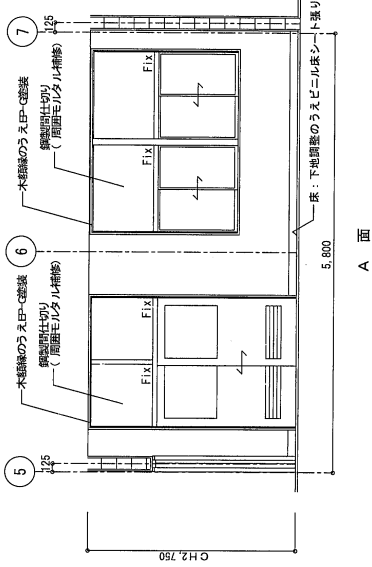 5
6
7
125
125
木額縁のうえEP-G塗装
鋼製間仕切り
(周囲モルタル補修)
木額縁のうえEP-G塗装
鋼製間仕切り
(周囲モルタル補修)
Fix
Fix
Fix
Fix
CH2,750
床:下地調整のうえビニル床シート張り
5,800
A 面